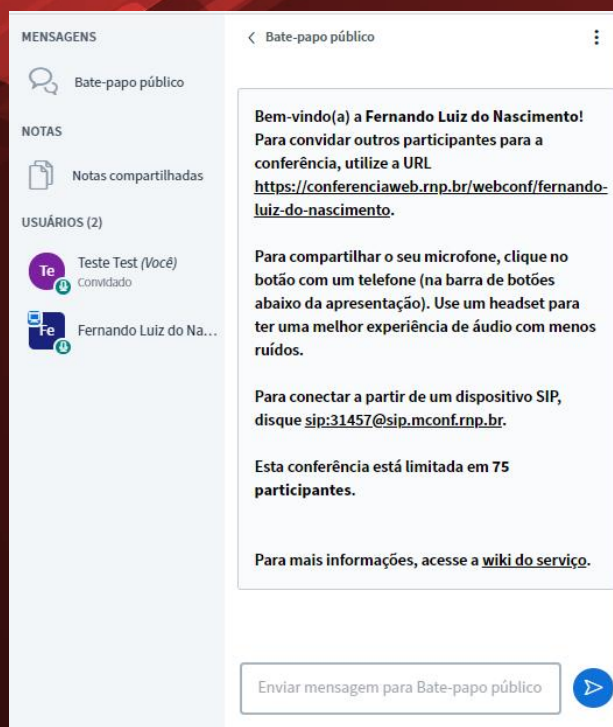 MENSAGENS
Bate-papo público
NOTAS
Notas compartilhadas
USUÁRIOS (2)
Te
Teste Test (Você)
Convidado
Fe
Fernando Luiz do Na...
Bate-papo público
Bem-vindo(a) a Fernando Luiz do Nascimento!
Para convidar outros participantes para a
conferência, utilize a URL
https://conferenciaweb.rnp.br/webconf/fernando-
luiz-do-nascimento.
Para compartilhar o seu microfone, clique no
botão com um telefone (na barra de botões
abaixo da apresentação). Use um headset para
ter uma melhor experiência de áudio com menos
ruídos.
Para conectar a partir de um dispositivo SIP,
disque sip:31457@sip.mconf.rnp.br.
Esta conferência está limitada em 75
participantes.
Para mais informações, acesse a wiki do serviço.
Enviar mensagem para Bate-papo público